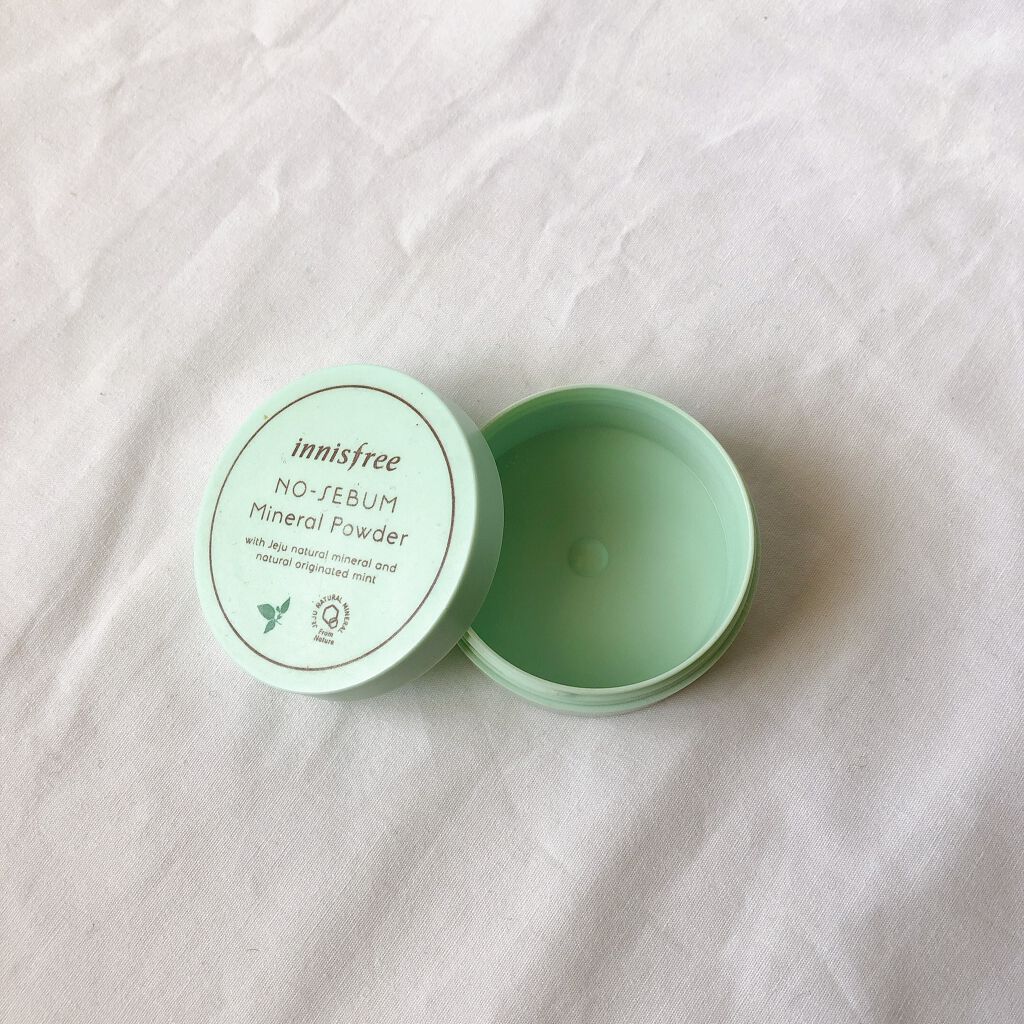 innisfree
NO-SEBUM
Mineral Powder
with Jeju natural mineral and
natural originated mint
JEJU NATURAL MINERAL
From
Nature